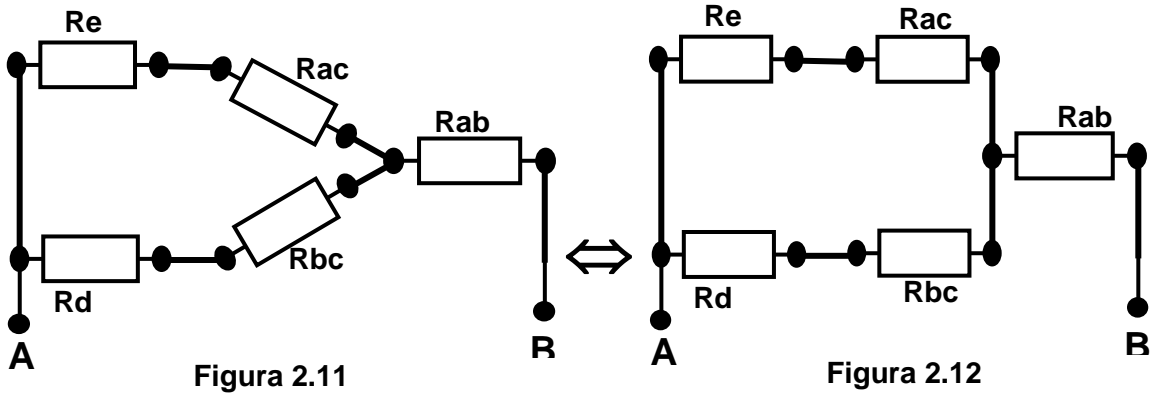 Re
Rac
Rab
Rbc
Rd
A
B
Figura 2.11
Re
Rac
Rab
Rd
Rbc
A
B
Figura 2.12